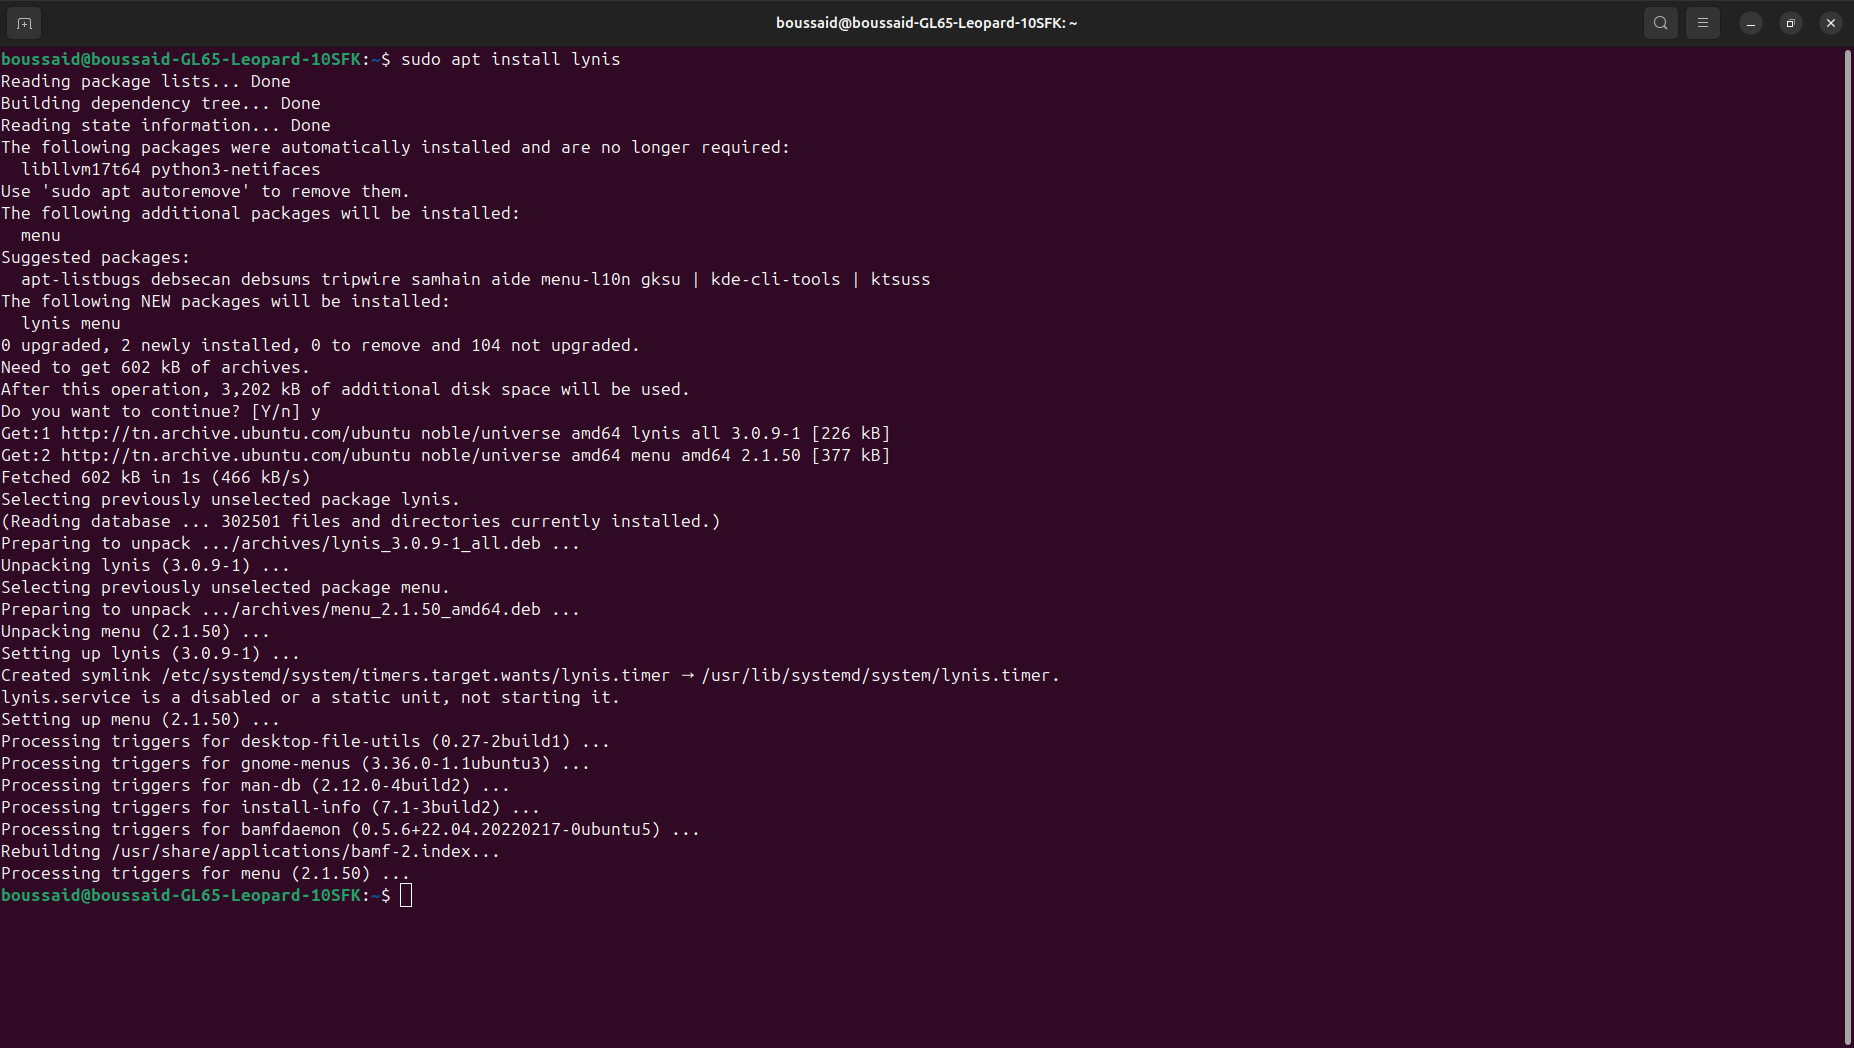 boussaid@boussaid-GL65-Leopard-10SFK: ~
boussaid@boussaid-GL65-Leopard-10SFK:~$ sudo apt install lynis
Reading package lists... Done
Building dependency tree... Done
Reading state information... Done
The following packages were automatically installed and are no longer required:
  libllvm17t64 python3-netifaces
Use 'sudo apt autoremove' to remove them.
The following additional packages will be installed:
  menu
Suggested packages:
  apt-listbugs debsecan debsums tripwire samhain aide menu-l10n gksu | kde-cli-tools | ktsuss
The following NEW packages will be installed:
  lynis menu
0 upgraded, 2 newly installed, 0 to remove and 104 not upgraded.
Need to get 602 kB of archives.
After this operation, 3,202 kB of additional disk space will be used.
Do you want to continue? [Y/n] y
Get:1 http://tn.archive.ubuntu.com/ubuntu noble/universe amd64 lynis all 3.0.9-1 [226 kB]
Get:2 http://tn.archive.ubuntu.com/ubuntu noble/universe amd64 menu amd64 2.1.50 [377 kB]
Fetched 602 kB in 1s (466 kB/s)
Selecting previously unselected package lynis.
(Reading database ... 302501 files and directories currently installed.)
Preparing to unpack .../archives/lynis_3.0.9-1_all.deb ...
Unpacking lynis (3.0.9-1) ...
Selecting previously unselected package menu.
Preparing to unpack .../archives/menu_2.1.50_amd64.deb ...
Unpacking menu (2.1.50) ...
Setting up lynis (3.0.9-1) ...
Created symlink /etc/systemd/system/timers.target.wants/lynis.timer → /usr/lib/systemd/system/lynis.timer.
lynis.service is a disabled or a static unit, not starting it.
Setting up menu (2.1.50) ...
Processing triggers for desktop-file-utils (0.27-2build1) ...
Processing triggers for gnome-menus (3.36.0-1.1ubuntu3) ...
Processing triggers for man-db (2.12.0-4build2) ...
Processing triggers for install-info (7.1-3build2) ...
Processing triggers for bamfdaemon (0.5.6+22.04.20220217-0ubuntu5) ...
Rebuilding /usr/share/applications/bamf-2.index...
Processing triggers for menu (2.1.50) ...
boussaid@boussaid-GL65-Leopard-10SFK:~$